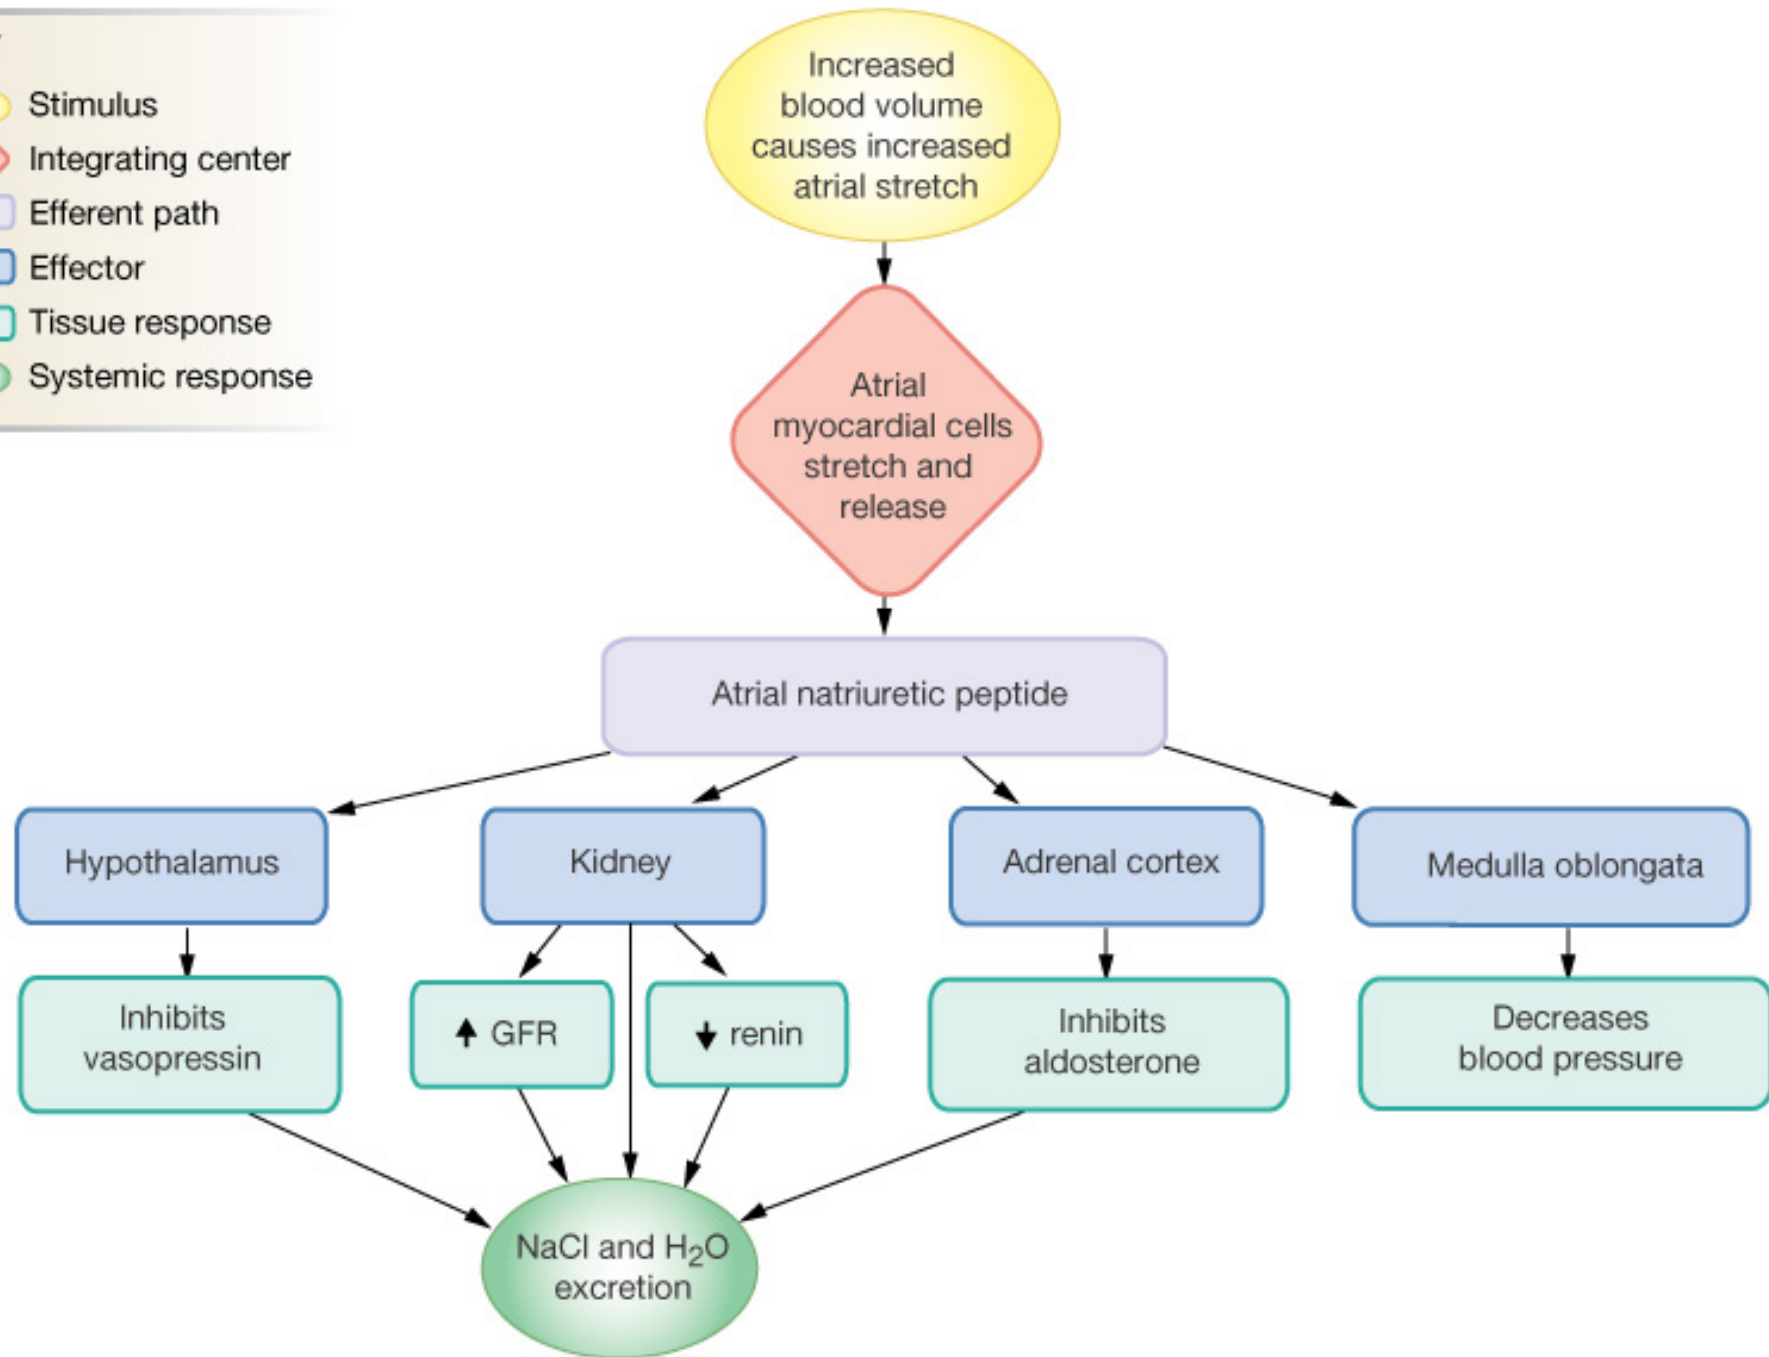 Stimulus
Integrating center
Efferent path
Effector
Tissue response
Systemic response
Increased
blood volume
causes increased
atrial stretch
Atrial
myocardial cells
stretch and
release
Atrial natriuretic peptide
Hypothalamus
Kidney
Adrenal cortex
Medulla oblongata
Inhibits
vasopressin
↑ GFR
↓ renin
Inhibits
aldosterone
Decreases
blood pressure
NaCl and H₂O
excretion